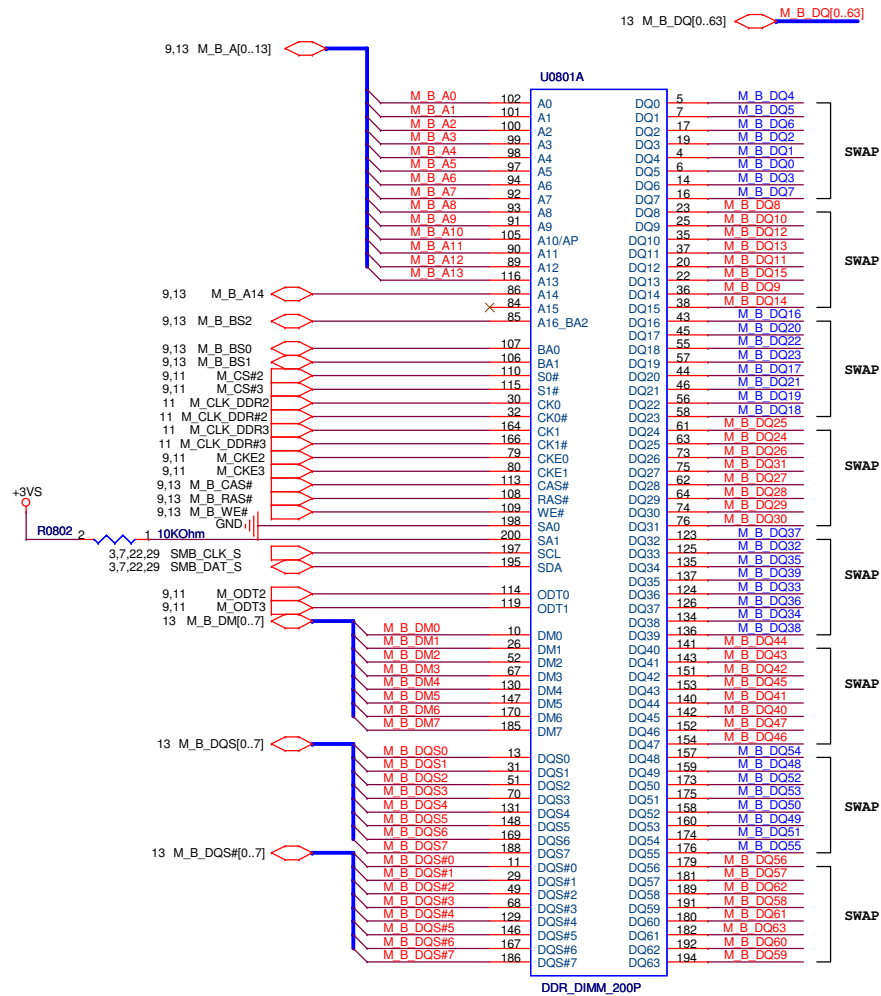 13 M_B_DQ[0..63] M_B_DQ[0..63]
9,13 M_B_A[0..13]
U0801A
M_B_A0 102 A0 DQ0 5 M_B_DQ4
M_B_A1 101 A1 DQ1 7 M_B_DQ5
M_B_A2 100 A2 DQ2 17 M_B_DQ6
M_B_A3 99 A3 DQ3 19 M_B_DQ2
M_B_A4 98 A4 DQ4 4 M_B_DQ1 SWAP
M_B_A5 97 A5 DQ5 6 M_B_DQ0
M_B_A6 94 A6 DQ6 14 M_B_DQ3
M_B_A7 92 A7 DQ7 16 M_B_DQ7
M_B_A8 93 A8 DQ8 23 M_B_DQ8
M_B_A9 91 A9 DQ9 25 M_B_DQ10
M_B_A10 105 A10/AP DQ10 35 M_B_DQ12
M_B_A11 90 A11 DQ11 37 M_B_DQ13
M_B_A12 89 A12 DQ12 20 M_B_DQ11 SWAP
M_B_A13 116 A13 DQ13 22 M_B_DQ15
9,13 M_B_A14 86 A14 DQ14 36 M_B_DQ9
84 A15 DQ15 38 M_B_DQ14
9,13 M_B_BS2 85 A16_BA2 DQ16 43 M_B_DQ16
DQ17 45 M_B_DQ20
9,13 M_B_BS0 107 BA0 DQ18 55 M_B_DQ22
9,13 M_B_BS1 106 BA1 DQ19 57 M_B_DQ23
9,11 M_CS#2 110 S0# DQ20 44 M_B_DQ17 SWAP
9,11 M_CS#3 115 S1# DQ21 46 M_B_DQ21
11 M_CLK_DDR2 30 CK0 DQ22 56 M_B_DQ19
11 M_CLK_DDR#2 32 CK0# DQ23 58 M_B_DQ18
11 M_CLK_DDR3 164 CK1 DQ24 61 M_B_DQ25
11 M_CLK_DDR#3 166 CK1# DQ25 63 M_B_DQ24
9,11 M_CKE2 79 CKE0 DQ26 73 M_B_DQ26
9,11 M_CKE3 80 CKE1 DQ27 75 M_B_DQ31 SWAP
9,13 M_B_CAS# 113 CAS# DQ28 62 M_B_DQ27
9,13 M_B_RAS# 108 RAS# DQ29 64 M_B_DQ28
9,13 M_B_WE# 109 WE# DQ30 74 M_B_DQ29
+3VS
GND 198 SA0 DQ31 76 M_B_DQ30
R0802 2 1 10KOhm 200 SA1 DQ32 123 M_B_DQ37
3,7,22,29 SMB_CLK_S 197 SCL DQ33 125 M_B_DQ32
3,7,22,29 SMB_DAT_S 195 SDA DQ34 135 M_B_DQ35 SWAP
DQ35 137 M_B_DQ39
9,11 M_ODT2 114 ODT0 DQ36 124 M_B_DQ33
9,11 M_ODT3 119 ODT1 DQ37 126 M_B_DQ36
13 M_B_DM[0..7] DQ38 134 M_B_DQ34
M_B_DM0 10 DM0 DQ39 136 M_B_DQ38
M_B_DM1 26 DM1 DQ40 141 M_B_DQ44
M_B_DM2 52 DM2 DQ41 143 M_B_DQ43
M_B_DM3 67 DM3 DQ42 151 M_B_DQ42
M_B_DM4 130 DM4 DQ43 153 M_B_DQ45 SWAP
M_B_DM5 147 DM5 DQ44 140 M_B_DQ41
M_B_DM6 170 DM6 DQ45 142 M_B_DQ40
M_B_DM7 185 DM7 DQ46 152 M_B_DQ47
13 M_B_DQS[0..7] DQ47 154 M_B_DQ46
M_B_DQS0 13 DQS0 DQ48 157 M_B_DQ54
M_B_DQS1 31 DQS1 DQ49 159 M_B_DQ48
M_B_DQS2 51 DQS2 DQ50 173 M_B_DQ52
M_B_DQS3 70 DQS3 DQ51 175 M_B_DQ53
M_B_DQS4 131 DQS4 DQ52 158 M_B_DQ50 SWAP
M_B_DQS5 148 DQS5 DQ53 160 M_B_DQ49
M_B_DQS6 169 DQS6 DQ54 174 M_B_DQ51
M_B_DQS7 188 DQS7 DQ55 176 M_B_DQ55
13 M_B_DQS#[0..7] M_B_DQS#0 11 DQS#0 DQ56 179 M_B_DQ56
M_B_DQS#1 29 DQS#1 DQ57 181 M_B_DQ57
M_B_DQS#2 49 DQS#2 DQ58 189 M_B_DQ62
M_B_DQS#3 68 DQS#3 DQ59 191 M_B_DQ58
M_B_DQS#4 129 DQS#4 DQ60 180 M_B_DQ61 SWAP
M_B_DQS#5 146 DQS#5 DQ61 182 M_B_DQ63
M_B_DQS#6 167 DQS#6 DQ62 192 M_B_DQ60
M_B_DQS#7 186 DQS#7 DQ63 194 M_B_DQ59
DDR_DIMM_200P